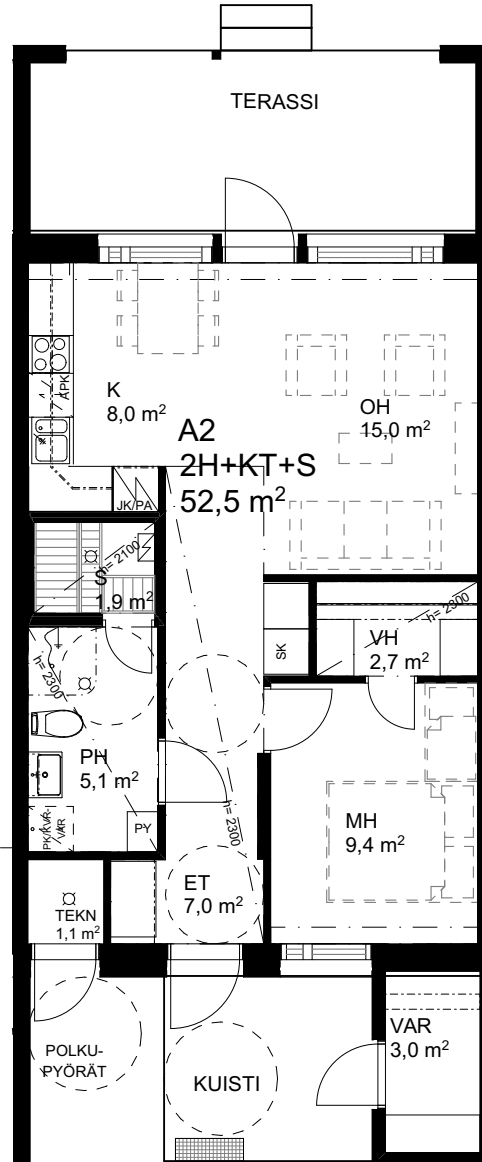 TERASSI
K
8,0 m²
APK
A2
2H+KT+S
52,5 m²
OH
15,0 m²
JK/PA
S
1,9 m²
h= 2100
h= 2300
SK
VH
2,7 m²
h= 2300
PH
5,1 m²
PK/KVR-
VAR
PY
h= 2300
MH
9,4 m²
ET
7,0 m²
TEKN
1,1 m²
POLKU-
PYÖRÄT
KUISTI
VAR
3,0 m²